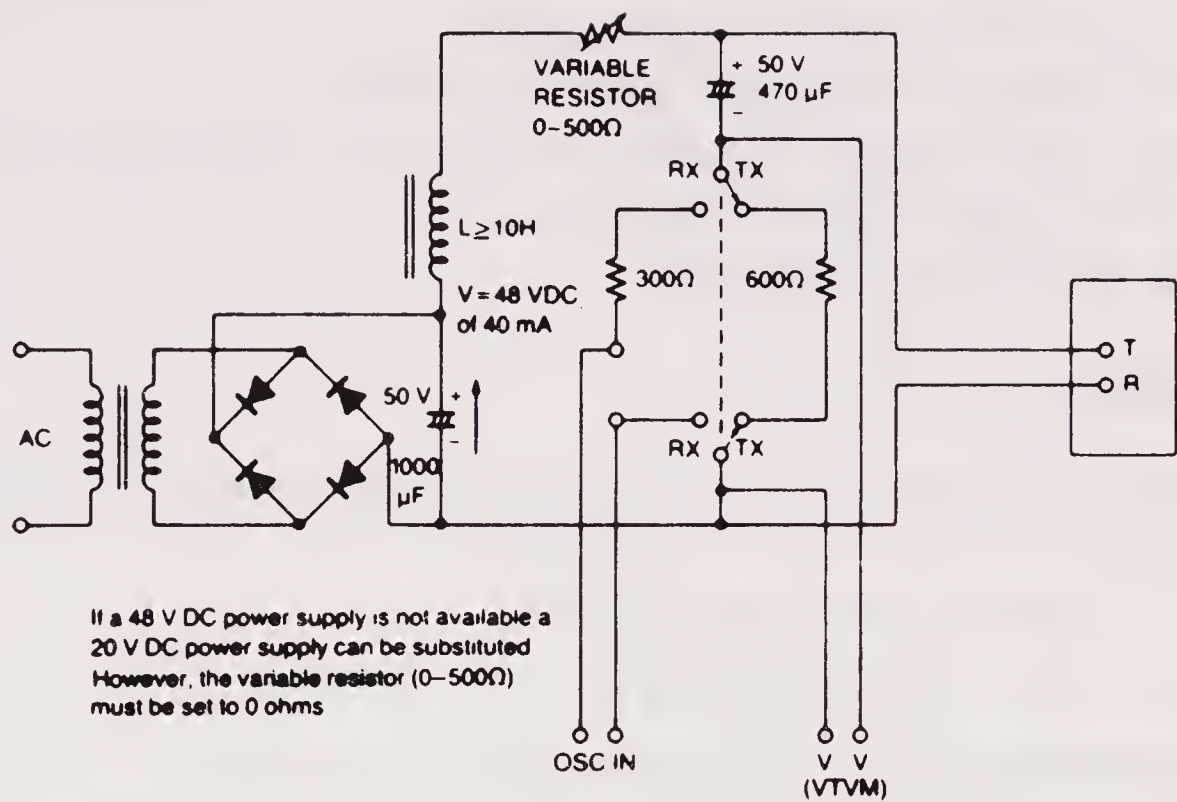 VARIABLE
RESISTOR
0-500Ω
+ 50 V
470 µF
-
RX TX
L≥10H
300Ω
600Ω
V = 48 VDC
of 40 mA
T
R
AC
50 V +
-
1000
µF
RX TX
If a 48 V DC power supply is not available a
20 V DC power supply can be substituted
However, the variable resistor (0-500Ω)
must be set to 0 ohms
OSC IN
V V
(VTVM)